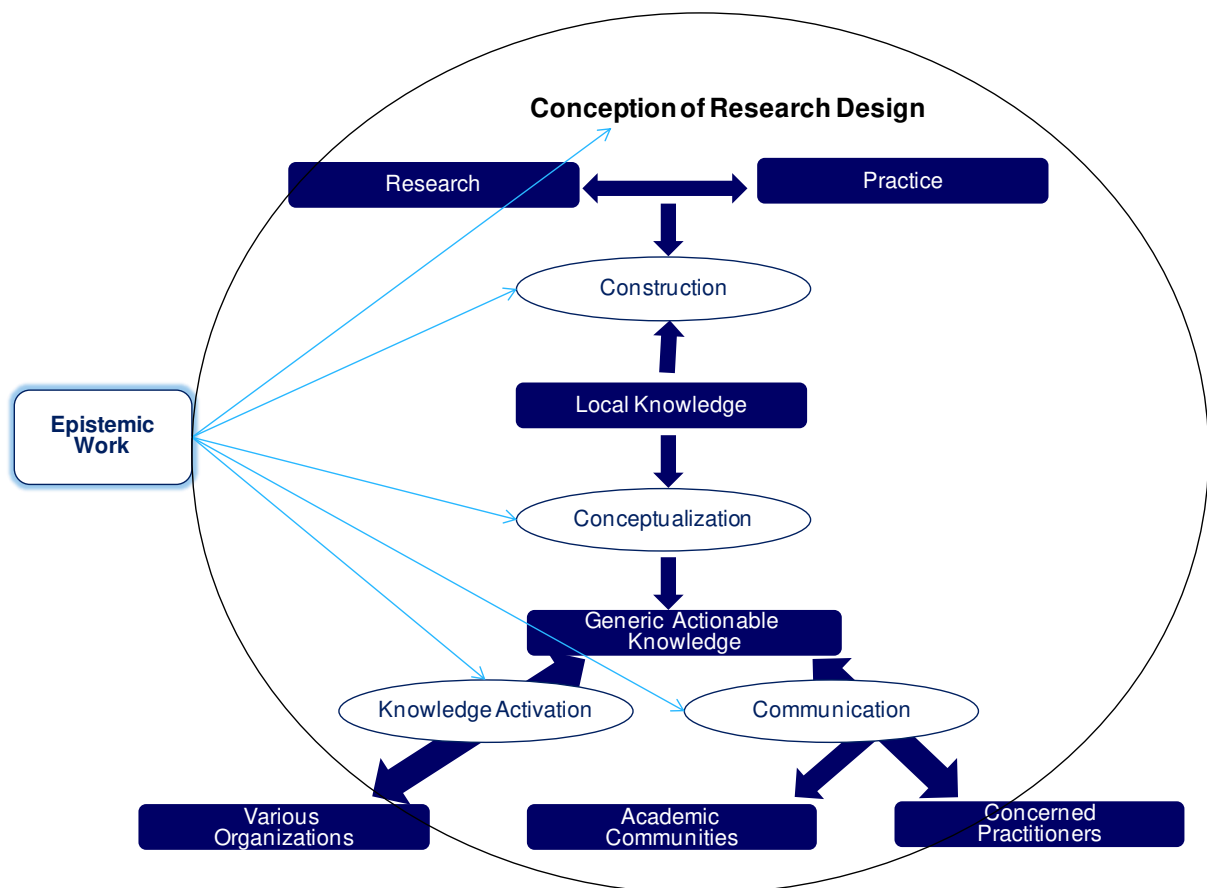 Conception of Research Design
Research
Practice
Construction
Local Knowledge
Epistemic
Work
Conceptualization
Generic Actionable
Knowledge
Knowledge Activation
Communication
Various
Organizations
Academic
Communities
Concerned
Practitioners